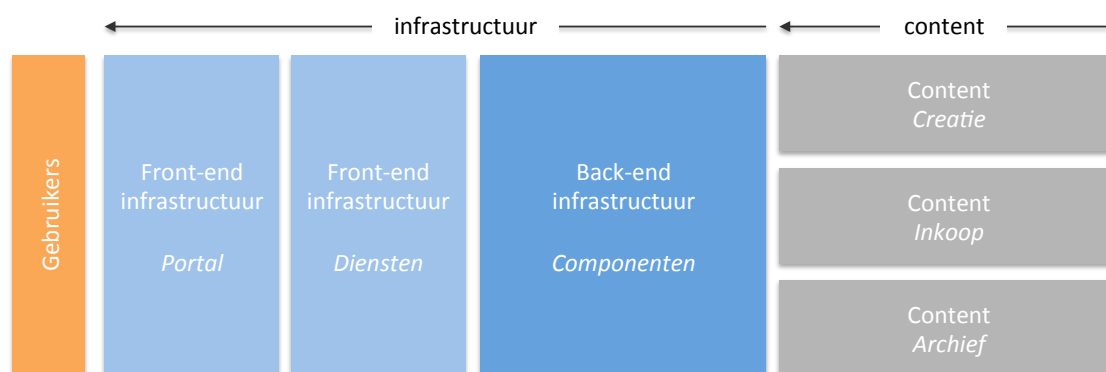 infrastructuur
content
Gebruikers
Front-end
infrastructuur
Portal
Front-end
infrastructuur
Diensten
Back-end
infrastructuur
Componenten
Content
Creatie
Content
Inkoop
Content
Archief